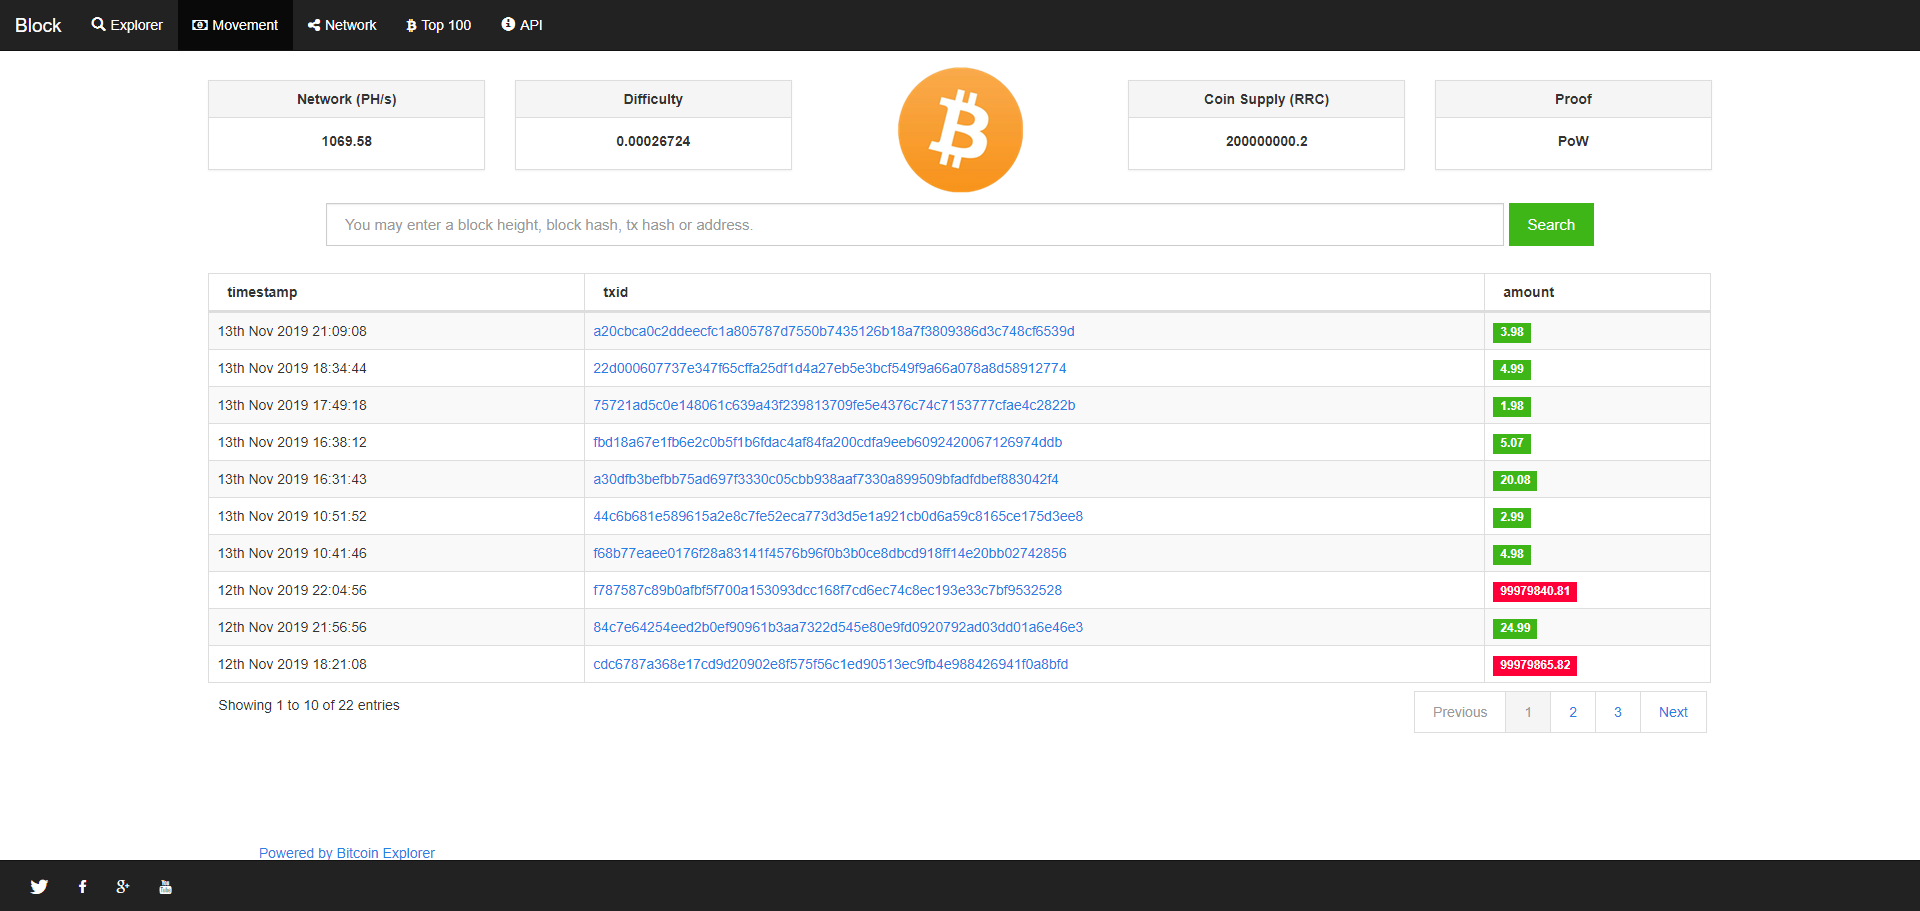 Block Explorer Movement Network Top 100 API
Network (PH/s) Difficulty Coin Supply (RRC) Proof
1069.58 0.00026724 200000000.2 PoW
You may enter a block height, block hash, tx hash or address. Search
timestamp txid amount
13th Nov 2019 21:09:08 a20cbca0c2ddeecfc1a805787d7550b7435126b18a7f3809386d3c748cf6539d 3.98
13th Nov 2019 18:34:44 22d000607737e347f65cffa25df1d4a27eb5e3bcf549f9a66a078a8d58912774 4.99
13th Nov 2019 17:49:18 75721ad5c0e148061c639a43f239813709fe5e4376c74c7153777cfae4c2822b 1.98
13th Nov 2019 16:38:12 fbd18a67e1fb6e2c0b5f1b6fdac4af84fa200cdfa9eeb6092420067126974ddb 5.07
13th Nov 2019 16:31:43 a30dfb3befbb75ad697f3330c05cbb938aaf7330a899509bfadfdbef883042f4 20.08
13th Nov 2019 10:51:52 44c6b681e589615a2e8c7fe52eca773d3d5e1a921cb0d6a59c8165ce175d3ee8 2.99
13th Nov 2019 10:41:46 f68b77eaee0176f28a83141f4576b96f0b3b0ce8dbcd918ff14e20bb02742856 4.98
12th Nov 2019 22:04:56 f787587c89b0afbf5f700a153093dcc168f7cd6ec74c8ec193e33c7bf9532528 99979840.81
12th Nov 2019 21:56:56 84c7e64254eed2b0ef90961b3aa7322d545e80e9fd0920792ad03dd01a6e46e3 24.99
12th Nov 2019 18:21:08 cdc6787a368e17cd9d20902e8f575f56c1ed90513ec9fb4e988426941f0a8bfd 99979865.82
Showing 1 to 10 of 22 entries Previous 1 2 3 Next
Powered by Bitcoin Explorer